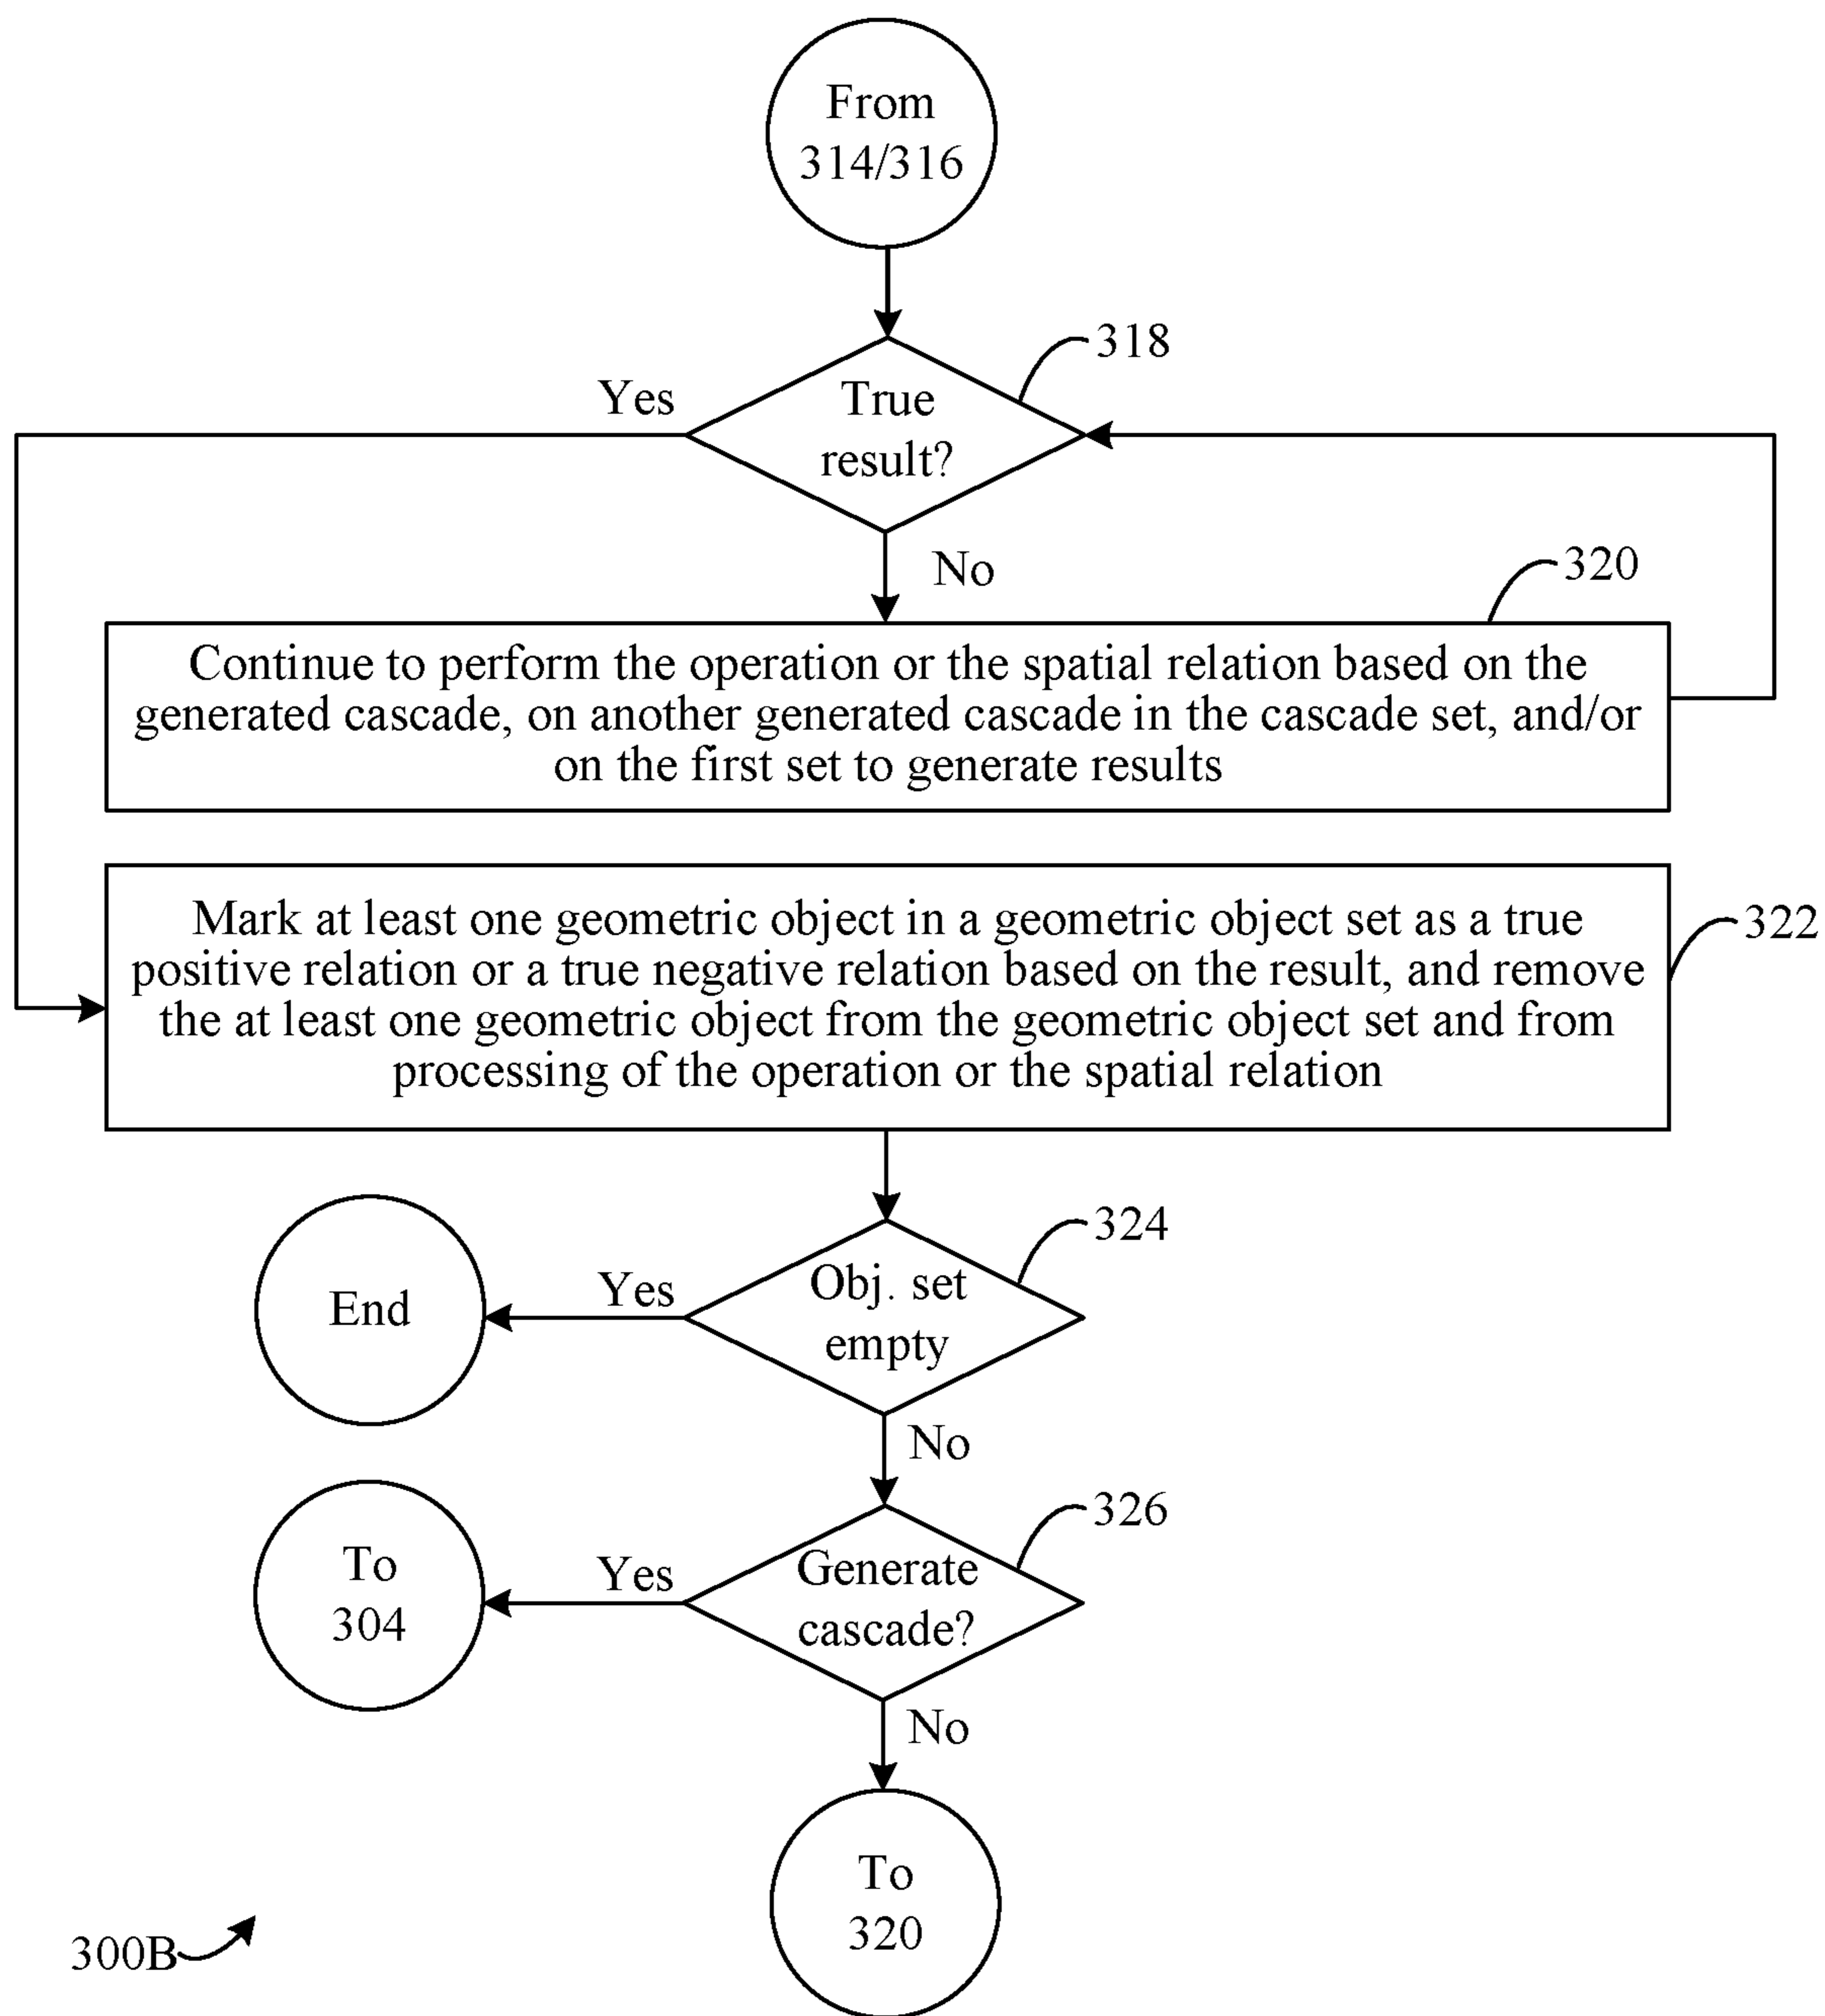 From
314/316
318
Yes
True
result?
No
320
Continue to perform the operation or the spatial relation based on the
generated cascade, on another generated cascade in the cascade set, and/or
on the first set to generate results
Mark at least one geometric object in a geometric object set as a true
positive relation or a true negative relation based on the result, and remove
the at least one geometric object from the geometric object set and from
processing of the operation or the spatial relation
322
324
End
Yes
Obj. set
empty
No
326
To
304
Yes
Generate
cascade?
No
To
320
300B